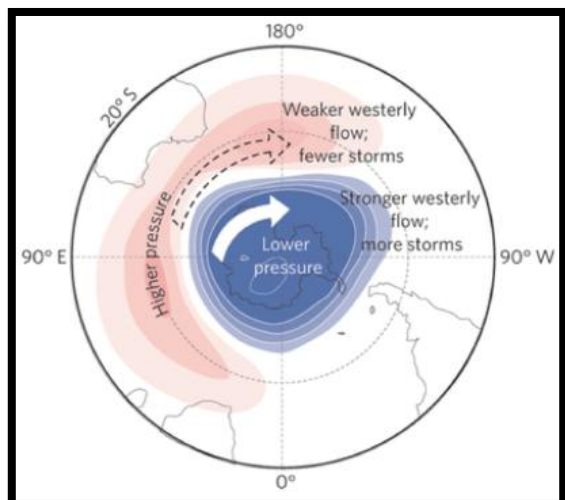 180°
20° S
Weaker westerly
flow;
fewer storms
Stronger westerly
flow;
more storms
Higher pressure
Lower
pressure
90° E
90° W
0°